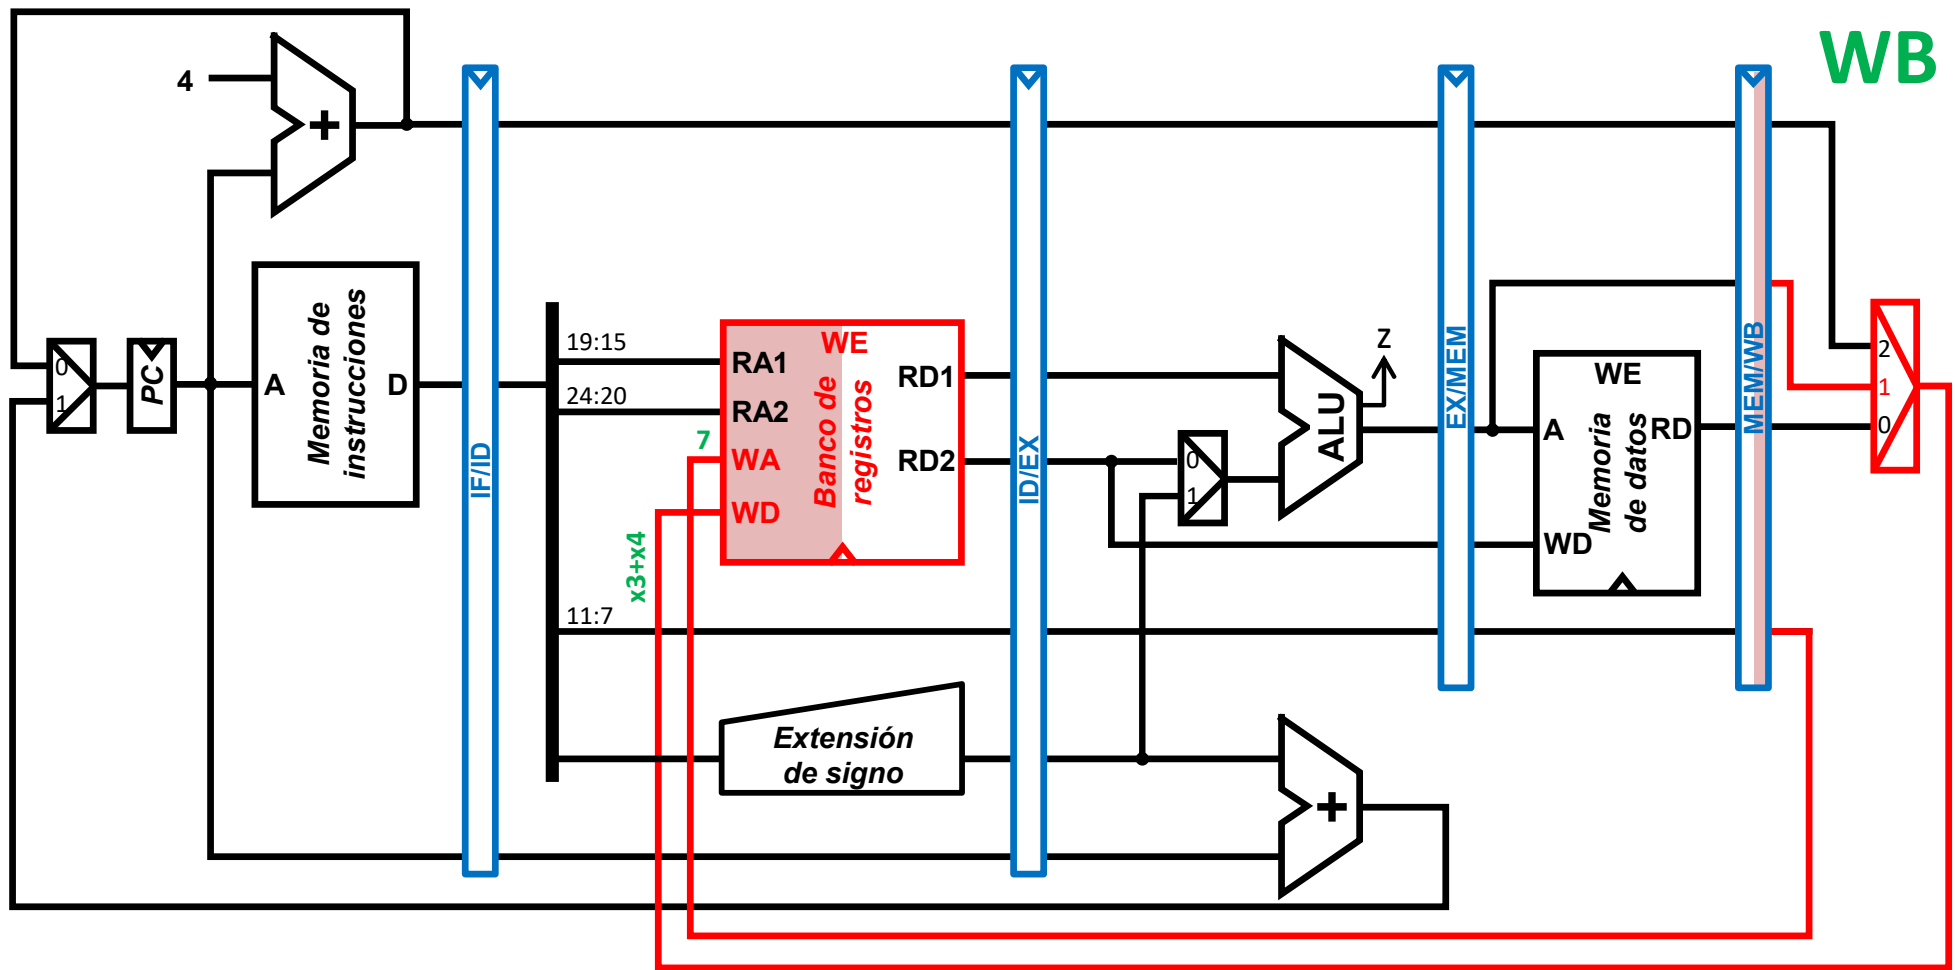 WB
4
+
IF/ID
ID/EX
EX/MEM
MEM/WB
0
1
PC
A
Memoria de
instrucciones
D
19:15
24:20
7
x3+x4
11:7
RA1
RA2
WA
WD
WE
Banco de
registros
RD1
RD2
0
1
ALU
Z
A
WE
Memoria
de datos
RD
WD
2
1
0
Extensión
de signo
+